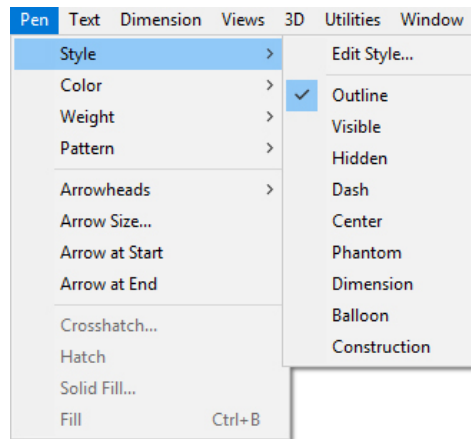 Pen Text Dimension Views 3D Utilities Window
Style
Color
Weight
Pattern
Arrowheads
Arrow Size...
Arrow at Start
Arrow at End
Crosshatch...
Hatch
Solid Fill...
Fill Ctrl+B
Edit Style...
Outline
Visible
Hidden
Dash
Center
Phantom
Dimension
Balloon
Construction